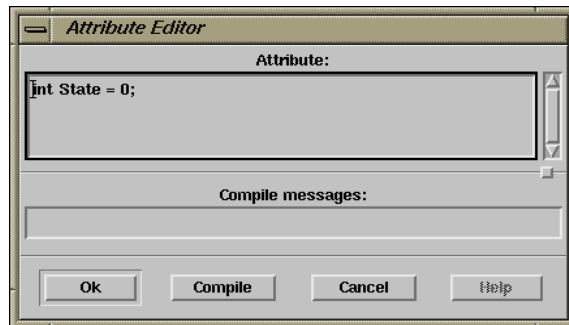 Attribute Editor
Attribute:
int State = 0;
Compile messages:
Ok Compile Cancel Help